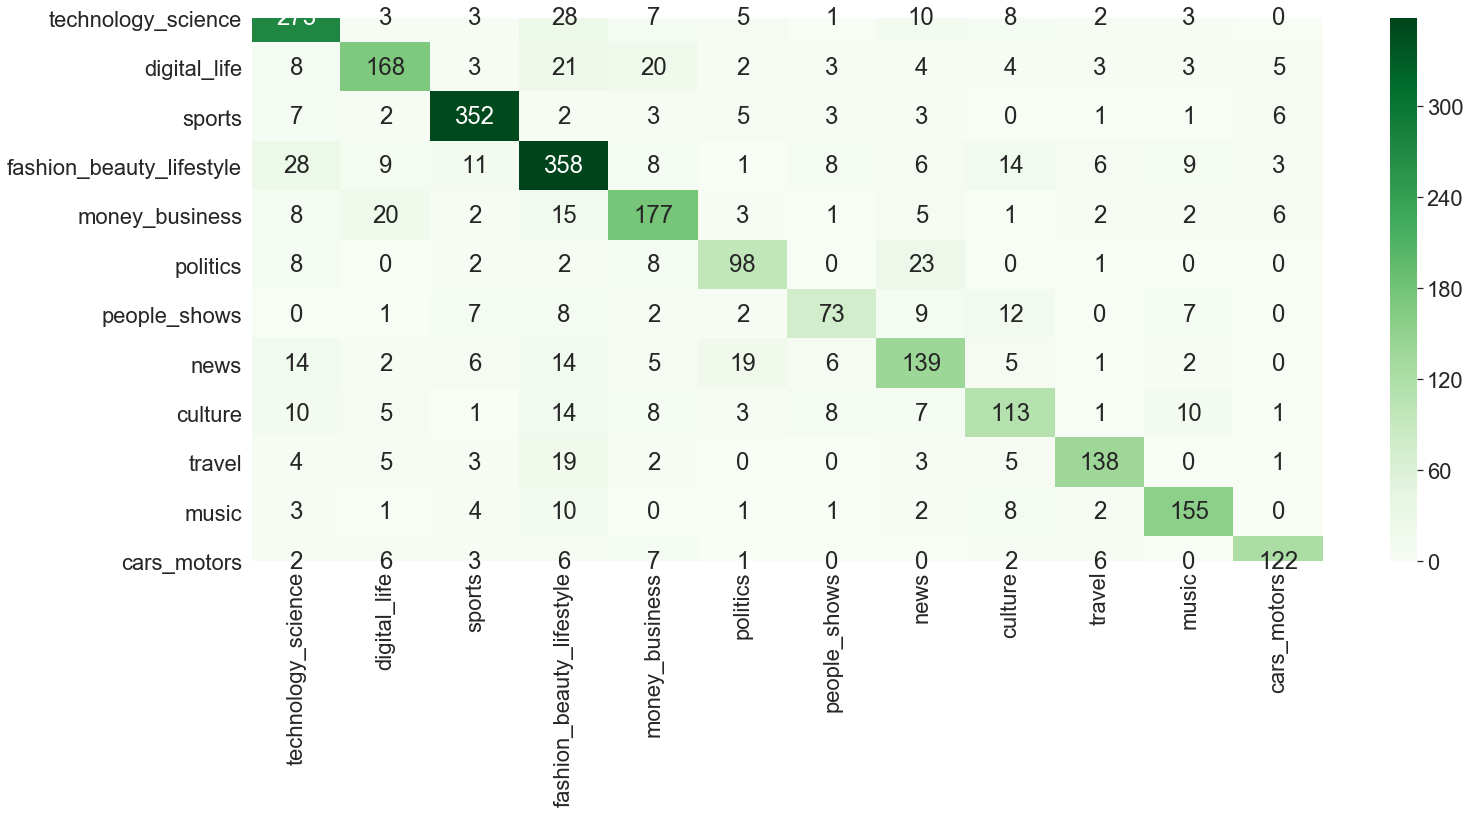 technology_science 273 3 3 28 7 5 1 10 8 2 3 0
digital_life 8 168 3 21 20 2 3 4 4 3 3 5
sports 7 2 352 2 3 5 3 3 0 1 1 6
fashion_beauty_lifestyle 28 9 11 358 8 1 8 6 14 6 9 3
money_business 8 20 2 15 177 3 1 5 1 2 2 6
politics 8 0 2 2 8 98 0 23 0 1 0 0
people_shows 0 1 7 8 2 2 73 9 12 0 7 0
news 14 2 6 14 5 19 6 139 5 1 2 0
culture 10 5 1 14 8 3 8 7 113 1 10 1
travel 4 5 3 19 2 0 0 3 5 138 0 1
music 3 1 4 10 0 1 1 2 8 2 155 0
cars_motors 2 6 3 6 7 1 0 0 2 6 0 122
technology_science
digital_life
sports
fashion_beauty_lifestyle
money_business
politics
people_shows
news
culture
travel
music
cars_motors
300
240
180
120
60
0